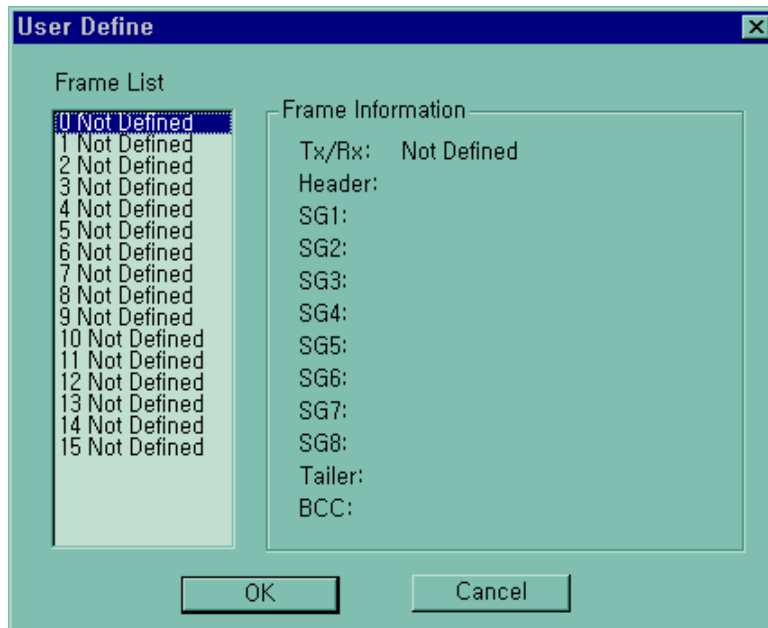 User Define
Frame List
0 Not Defined
1 Not Defined
2 Not Defined
3 Not Defined
4 Not Defined
5 Not Defined
6 Not Defined
7 Not Defined
8 Not Defined
9 Not Defined
10 Not Defined
11 Not Defined
12 Not Defined
13 Not Defined
14 Not Defined
15 Not Defined
Frame Information
Tx/Rx: Not Defined
Header:
SG1:
SG2:
SG3:
SG4:
SG5:
SG6:
SG7:
SG8:
Tailer:
BCC:
OK
Cancel